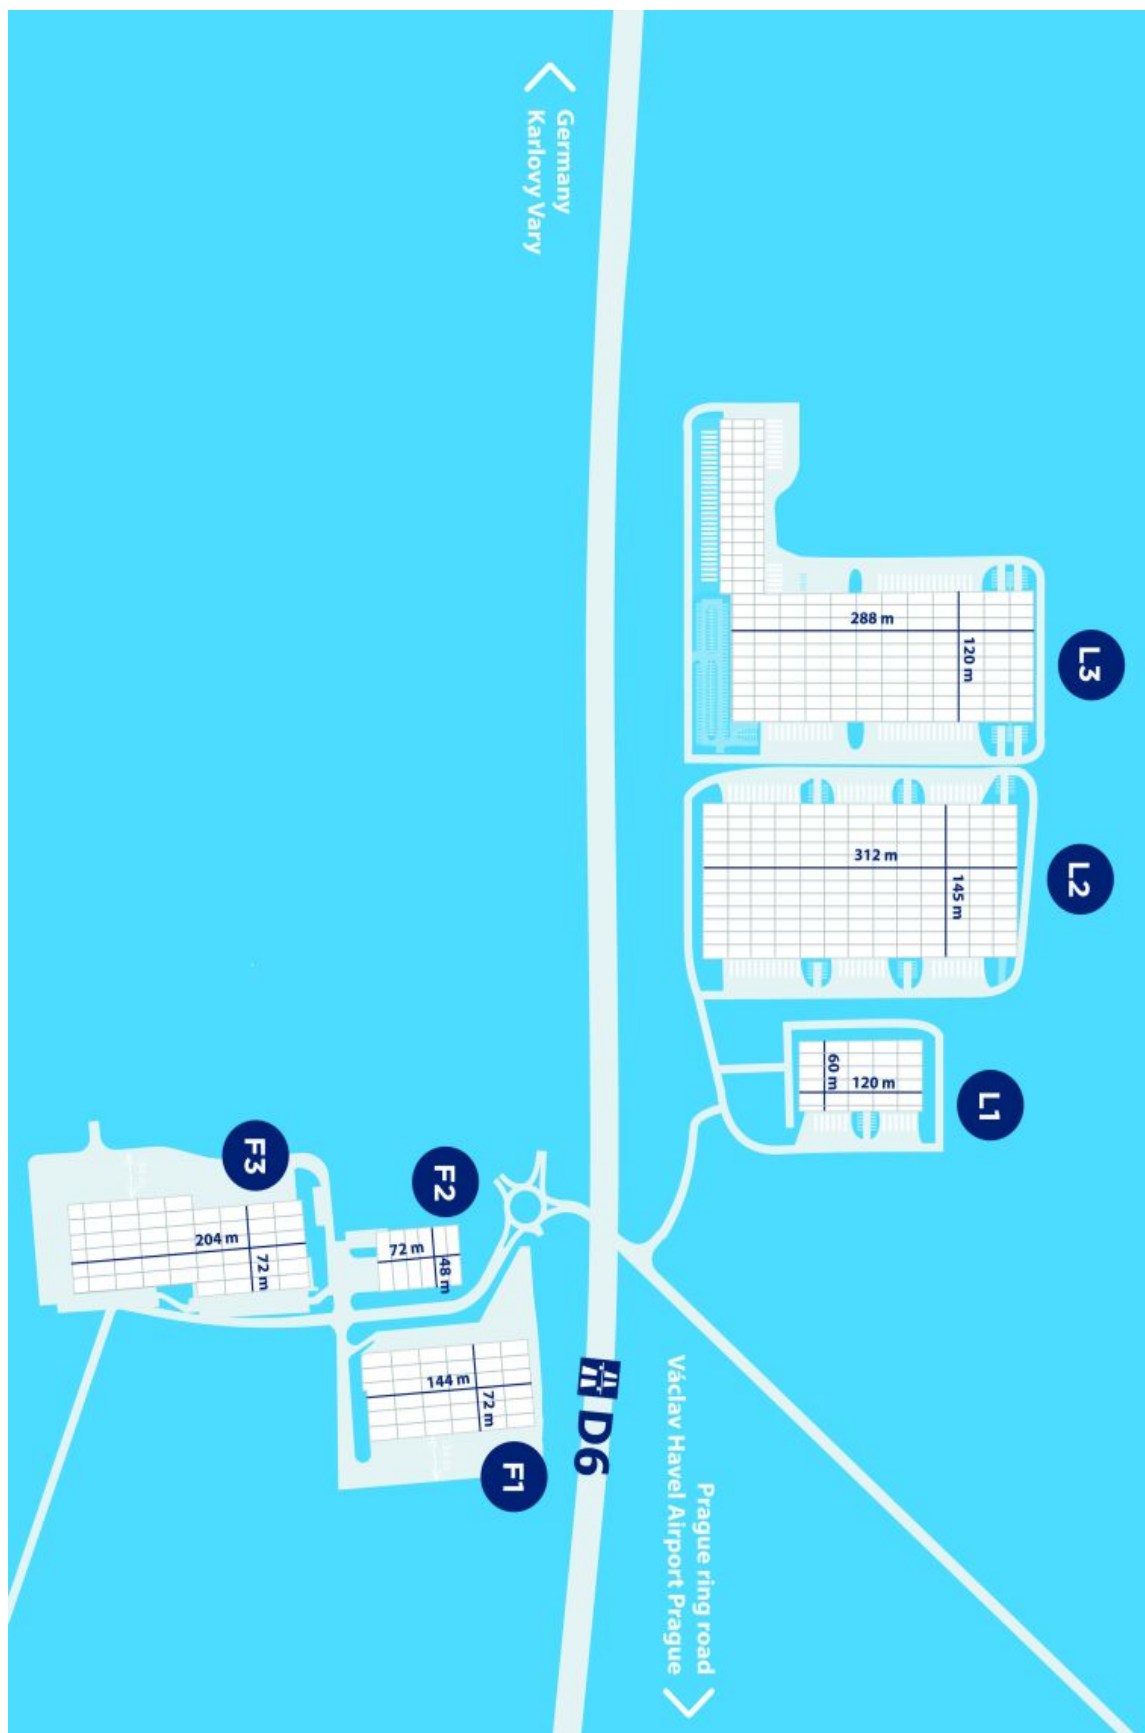 Germany
Karlovy Vary
288 m
120 m
L3
312 m
145 m
L2
60 m
120 m
L1
F3
204 m
72 m
F2
72 m
48 m
144 m
72 m
F1
D6
Prague ring road
Václav Havel Airport Prague